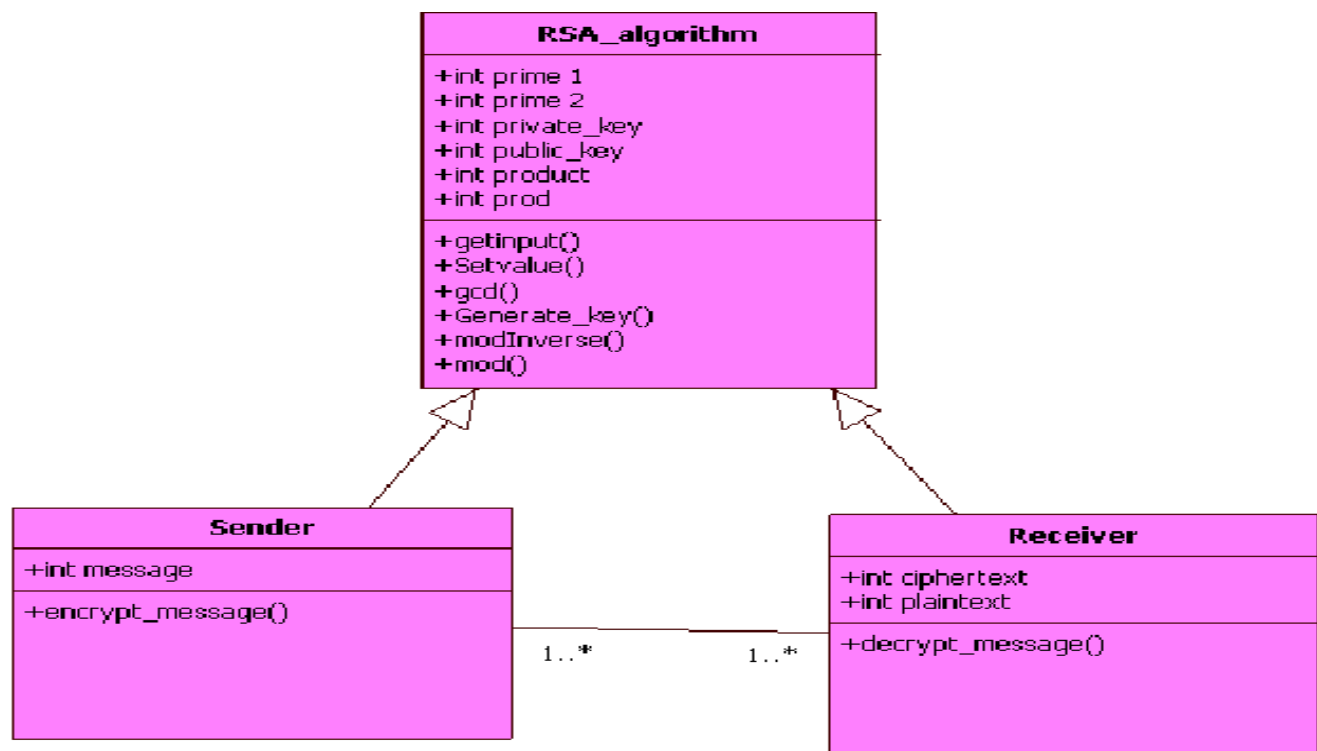 RSA_algorithm
+int prime 1
+int prime 2
+int private_key
+int public_key
+int product
+int prod
+getinput()
+Setvalue()
+gcd()
+Generate_key()
+modInverse()
+mod()
Sender
+int message
+encrypt_message()
Receiver
+int ciphertext
+int plaintext
+decrypt_message()
1..*
1..*